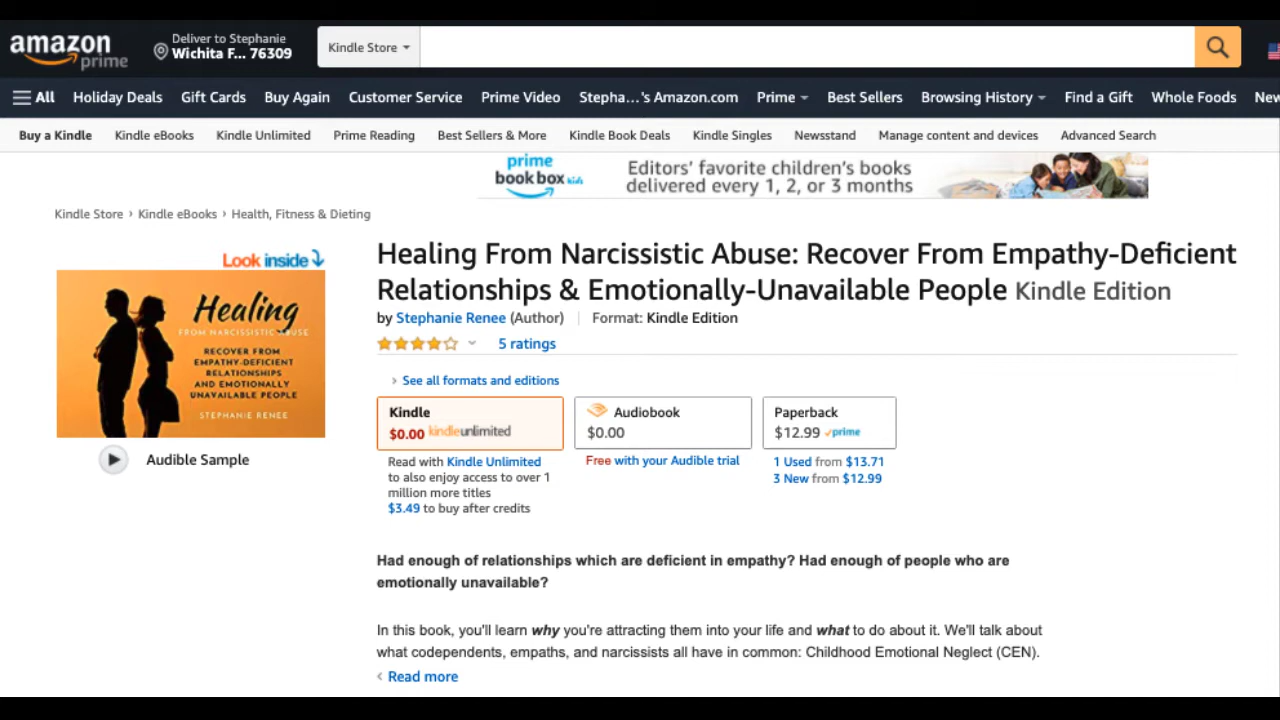 amazon
prime
Deliver to Stephanie
Wichita F... 76309
Kindle Store
All Holiday Deals Gift Cards Buy Again Customer Service Prime Video Stepha...'s Amazon.com Prime Best Sellers Browsing History Find a Gift Whole Foods New
Buy a Kindle Kindle eBooks Kindle Unlimited Prime Reading Best Sellers & More Kindle Book Deals Kindle Singles Newsstand Manage content and devices Advanced Search
prime
book box kids
Editors' favorite children's books
delivered every 1, 2, or 3 months
Kindle Store › Kindle eBooks › Health, Fitness & Dieting
Look inside
Healing
FROM NARCISSISTIC ABUSE
RECOVER FROM
EMPATHY-DEFICIENT
RELATIONSHIPS
AND EMOTIONALLY
UNAVAILABLE PEOPLE
STEPHANIE RENEE
Audible Sample
Healing From Narcissistic Abuse: Recover From Empathy-Deficient
Relationships & Emotionally-Unavailable People Kindle Edition
by Stephanie Renee (Author) | Format: Kindle Edition
5 ratings
› See all formats and editions
Kindle
$0.00 kindleunlimited
Read with Kindle Unlimited
to also enjoy access to over 1
million more titles
$3.49 to buy after credits
Audiobook
$0.00
Free with your Audible trial
Paperback
$12.99 prime
1 Used from $13.71
3 New from $12.99
Had enough of relationships which are deficient in empathy? Had enough of people who are
emotionally unavailable?
In this book, you'll learn why you're attracting them into your life and what to do about it. We'll talk about
what codependents, empaths, and narcissists all have in common: Childhood Emotional Neglect (CEN).
‹ Read more